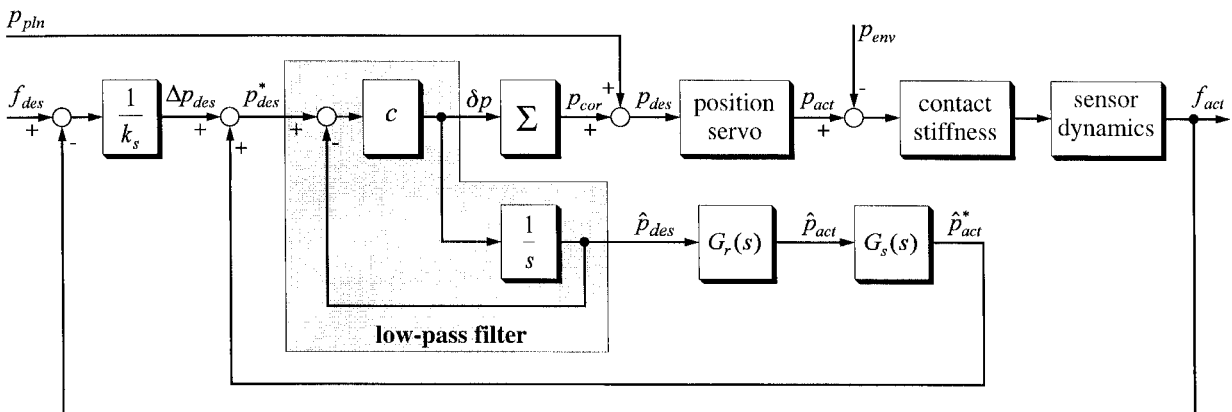 p_pln
p_env
f_des
+
-
1/k_s
Δp_des
+
+
p*_des
+
-
c
δp
Σ
p_cor
+
+
p_des
position
servo
p_act
+
-
contact
stiffness
sensor
dynamics
f_act
1/s
p̂_des
G_r(s)
p̂_act
G_s(s)
p̂*_act
low-pass filter